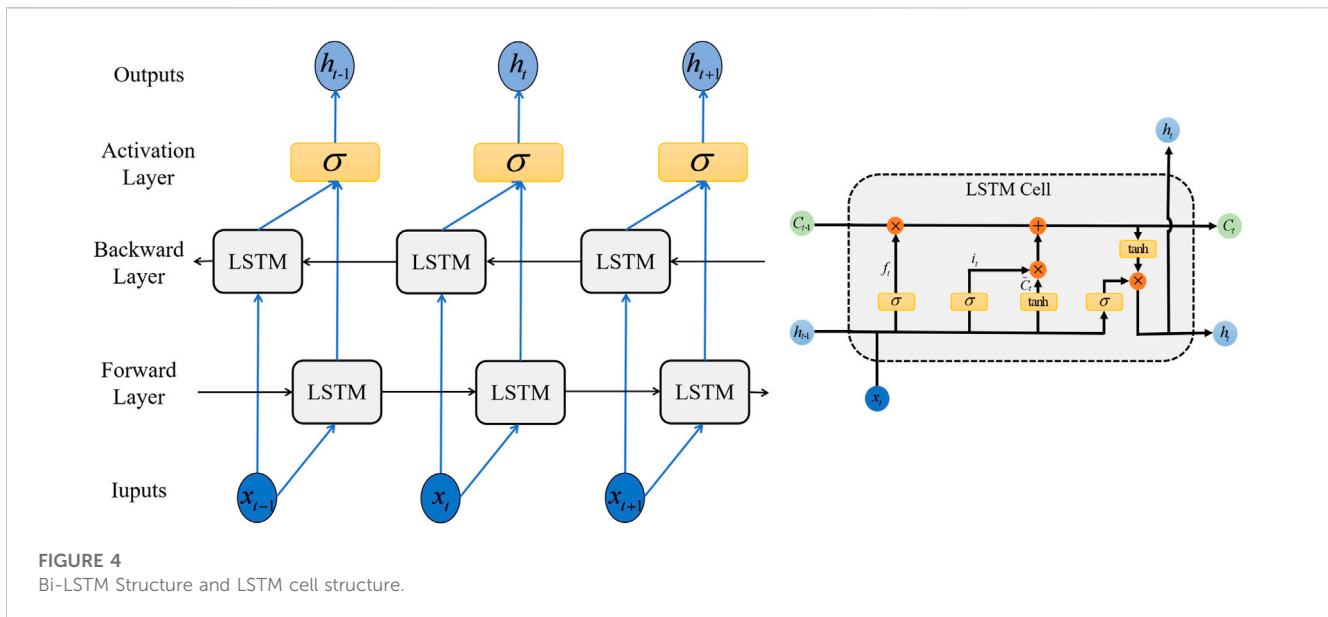 Outputs
h_{t-1} h_t h_{t+1}
Activation
Layer
σ σ σ
Backward
Layer
LSTM LSTM LSTM
Forward
Layer
LSTM LSTM LSTM
Iuputs
x_{t-1} x_t x_{t+1}
h_t
LSTM Cell
C_{t-1} × + C_t
tanh
f_t i_t × C̃_t ×
σ σ tanh σ
h_{t-1} h_t
x_t
FIGURE 4
Bi-LSTM Structure and LSTM cell structure.